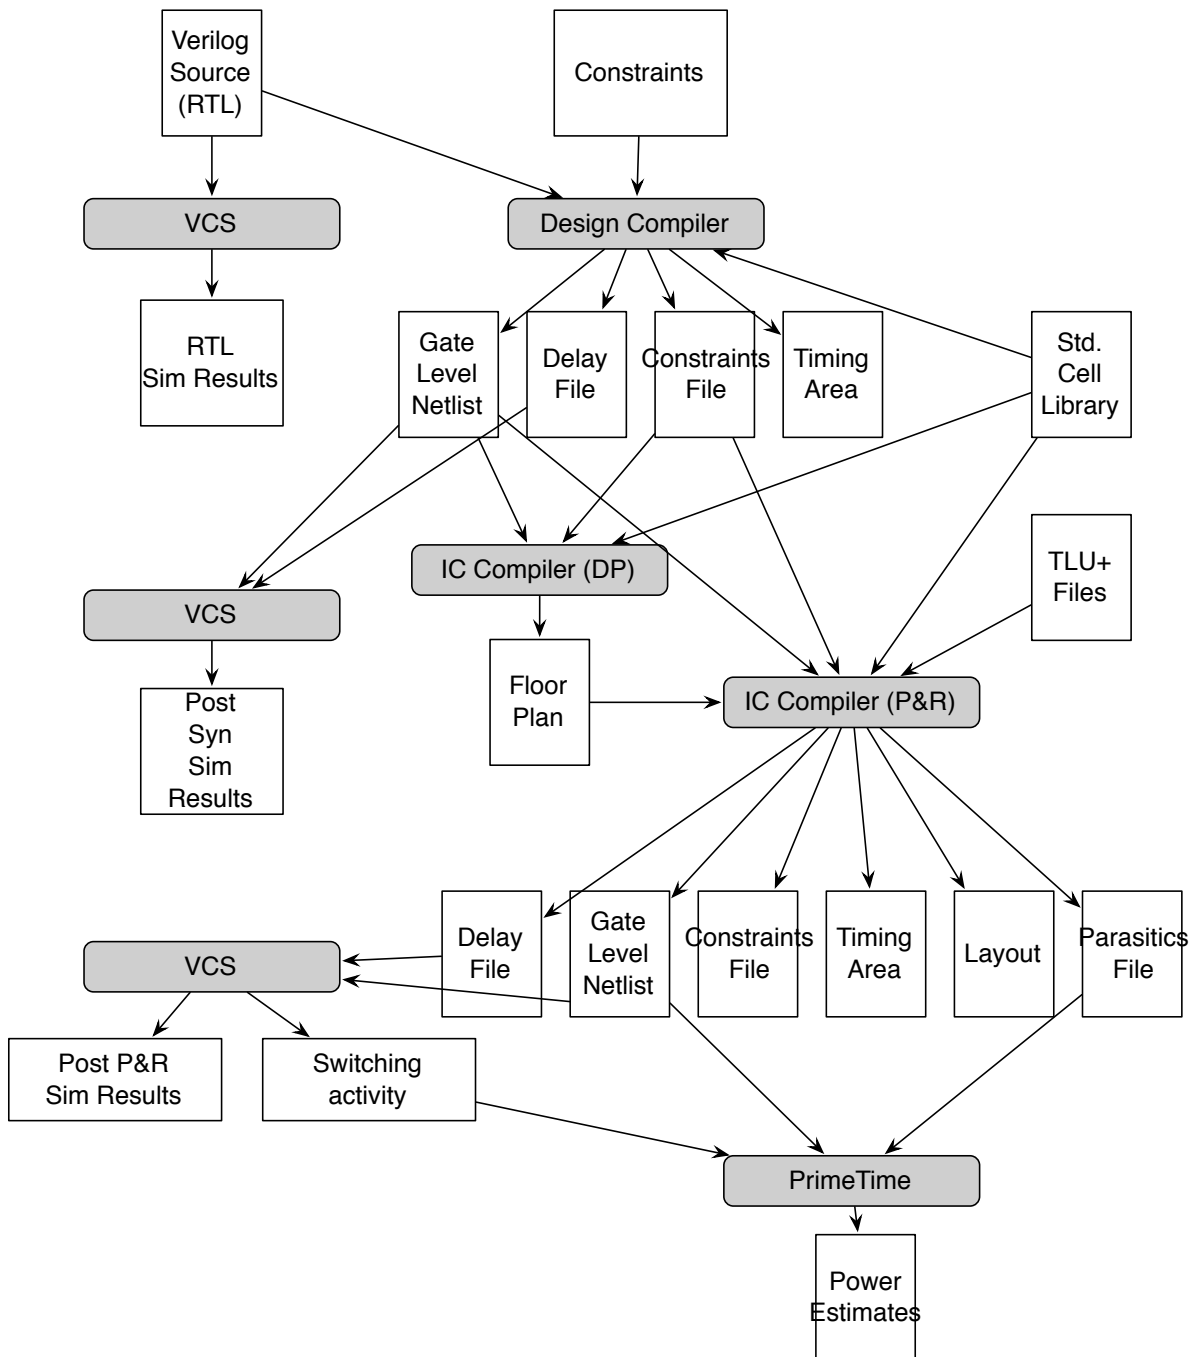 Verilog
Source
(RTL)
Constraints
VCS
Design Compiler
RTL
Sim Results
Gate
Level
Netlist
Delay
File
Constraints
File
Timing
Area
Std.
Cell
Library
IC Compiler (DP)
TLU+
Files
VCS
Floor
Plan
IC Compiler (P&R)
Post
Syn
Sim
Results
Delay
File
Gate
Level
Netlist
Constraints
File
Timing
Area
Layout
Parasitics
File
VCS
Post P&R
Sim Results
Switching
activity
PrimeTime
Power
Estimates